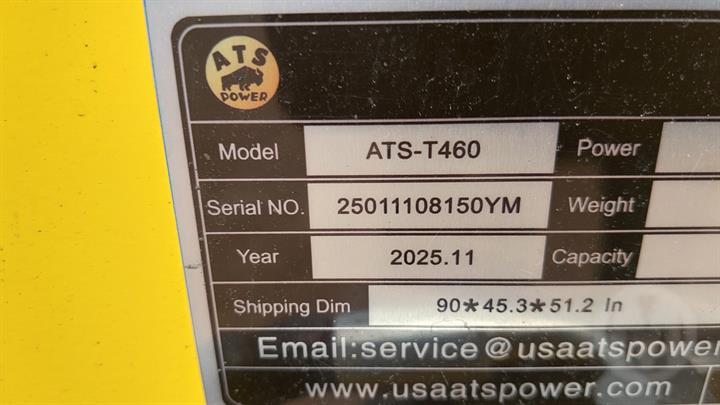 ATS
POWER
Model ATS-T460 Power
Serial NO. 25011108150YM Weight
Year 2025.11 Capacity
Shipping Dim 90*45.3*51.2 In
Email:service@usaatspower
www.usaatspower.com